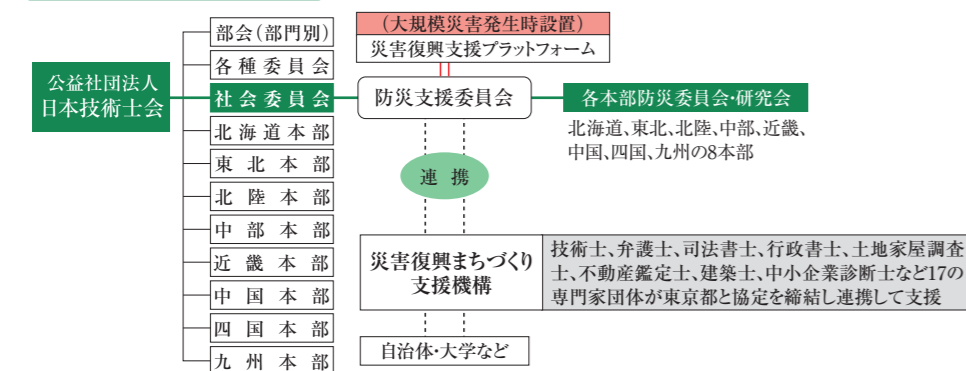 公益社団法人
日本技術士会
部会(部門別)
各種委員会
社会委員会
北海道本部
東北本部
北陸本部
中部本部
近畿本部
中国本部
四国本部
九州本部
(大規模災害発生時設置)
災害復興支援プラットフォーム
防災支援委員会
各本部防災委員会・研究会
北海道、東北、北陸、中部、近畿、
中国、四国、九州の8本部
連携
災害復興まちづくり
支援機構
技術士、弁護士、司法書士、行政書士、土地家屋調査
士、不動産鑑定士、建築士、中小企業診断士など17の
専門家団体が東京都と協定を締結し連携して支援
自治体・大学など